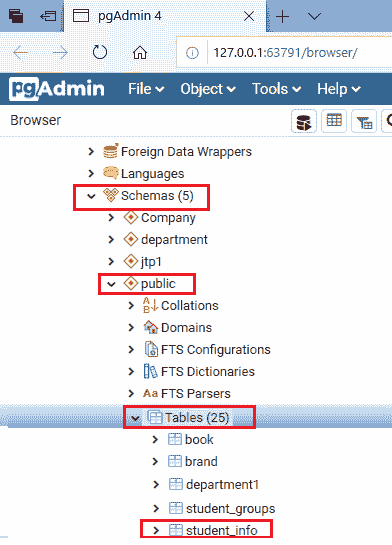 pgAdmin 4
127.0.0.1:63791/browser/
pgAdmin File Object Tools Help
Browser
Foreign Data Wrappers
Languages
Schemas (5)
Company
department
jtp1
public
Collations
Domains
FTS Configurations
FTS Dictionaries
Aa FTS Parsers
Tables (25)
book
brand
department1
student_groups
student_info